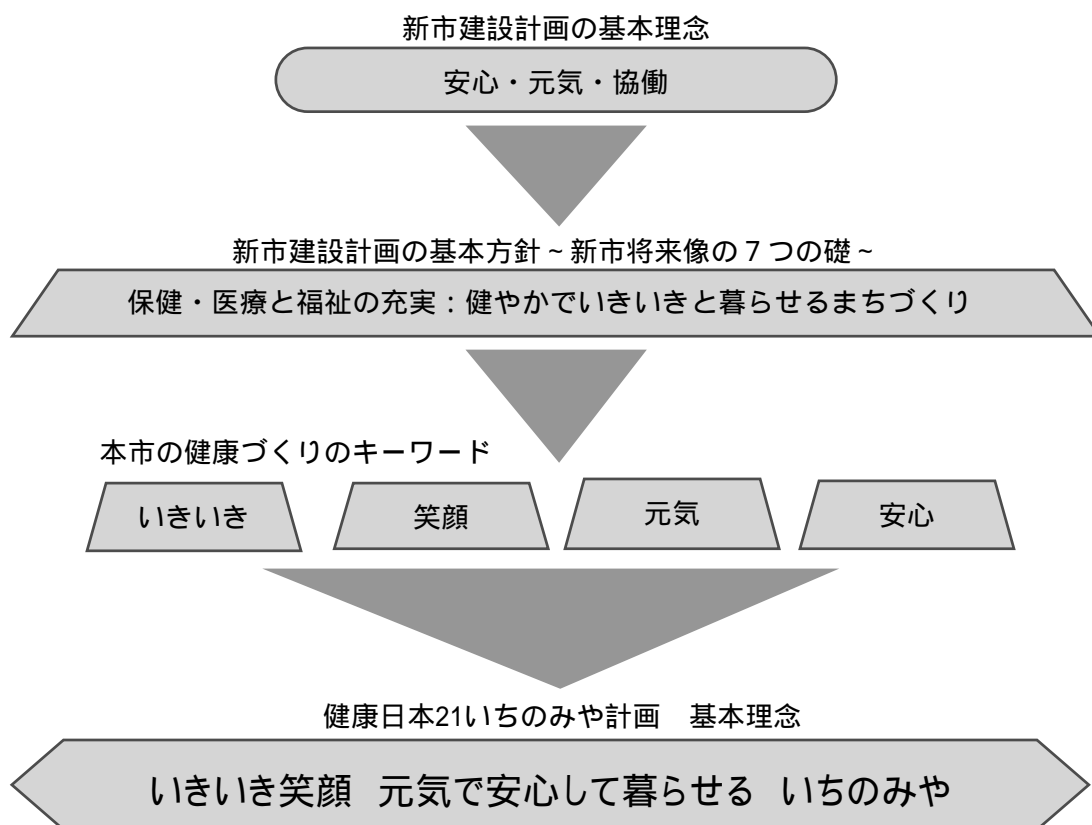 新市建設計画の基本理念
安心・元気・協働
新市建設計画の基本方針~新市将来像の7つの礎~
保健・医療と福祉の充実：健やかでいきいきと暮らせるまちづくり
本市の健康づくりのキーワード
いきいき 笑顔 元気 安心
健康日本21いちのみや計画　基本理念
いきいき笑顔 元気で安心して暮らせる いちのみや